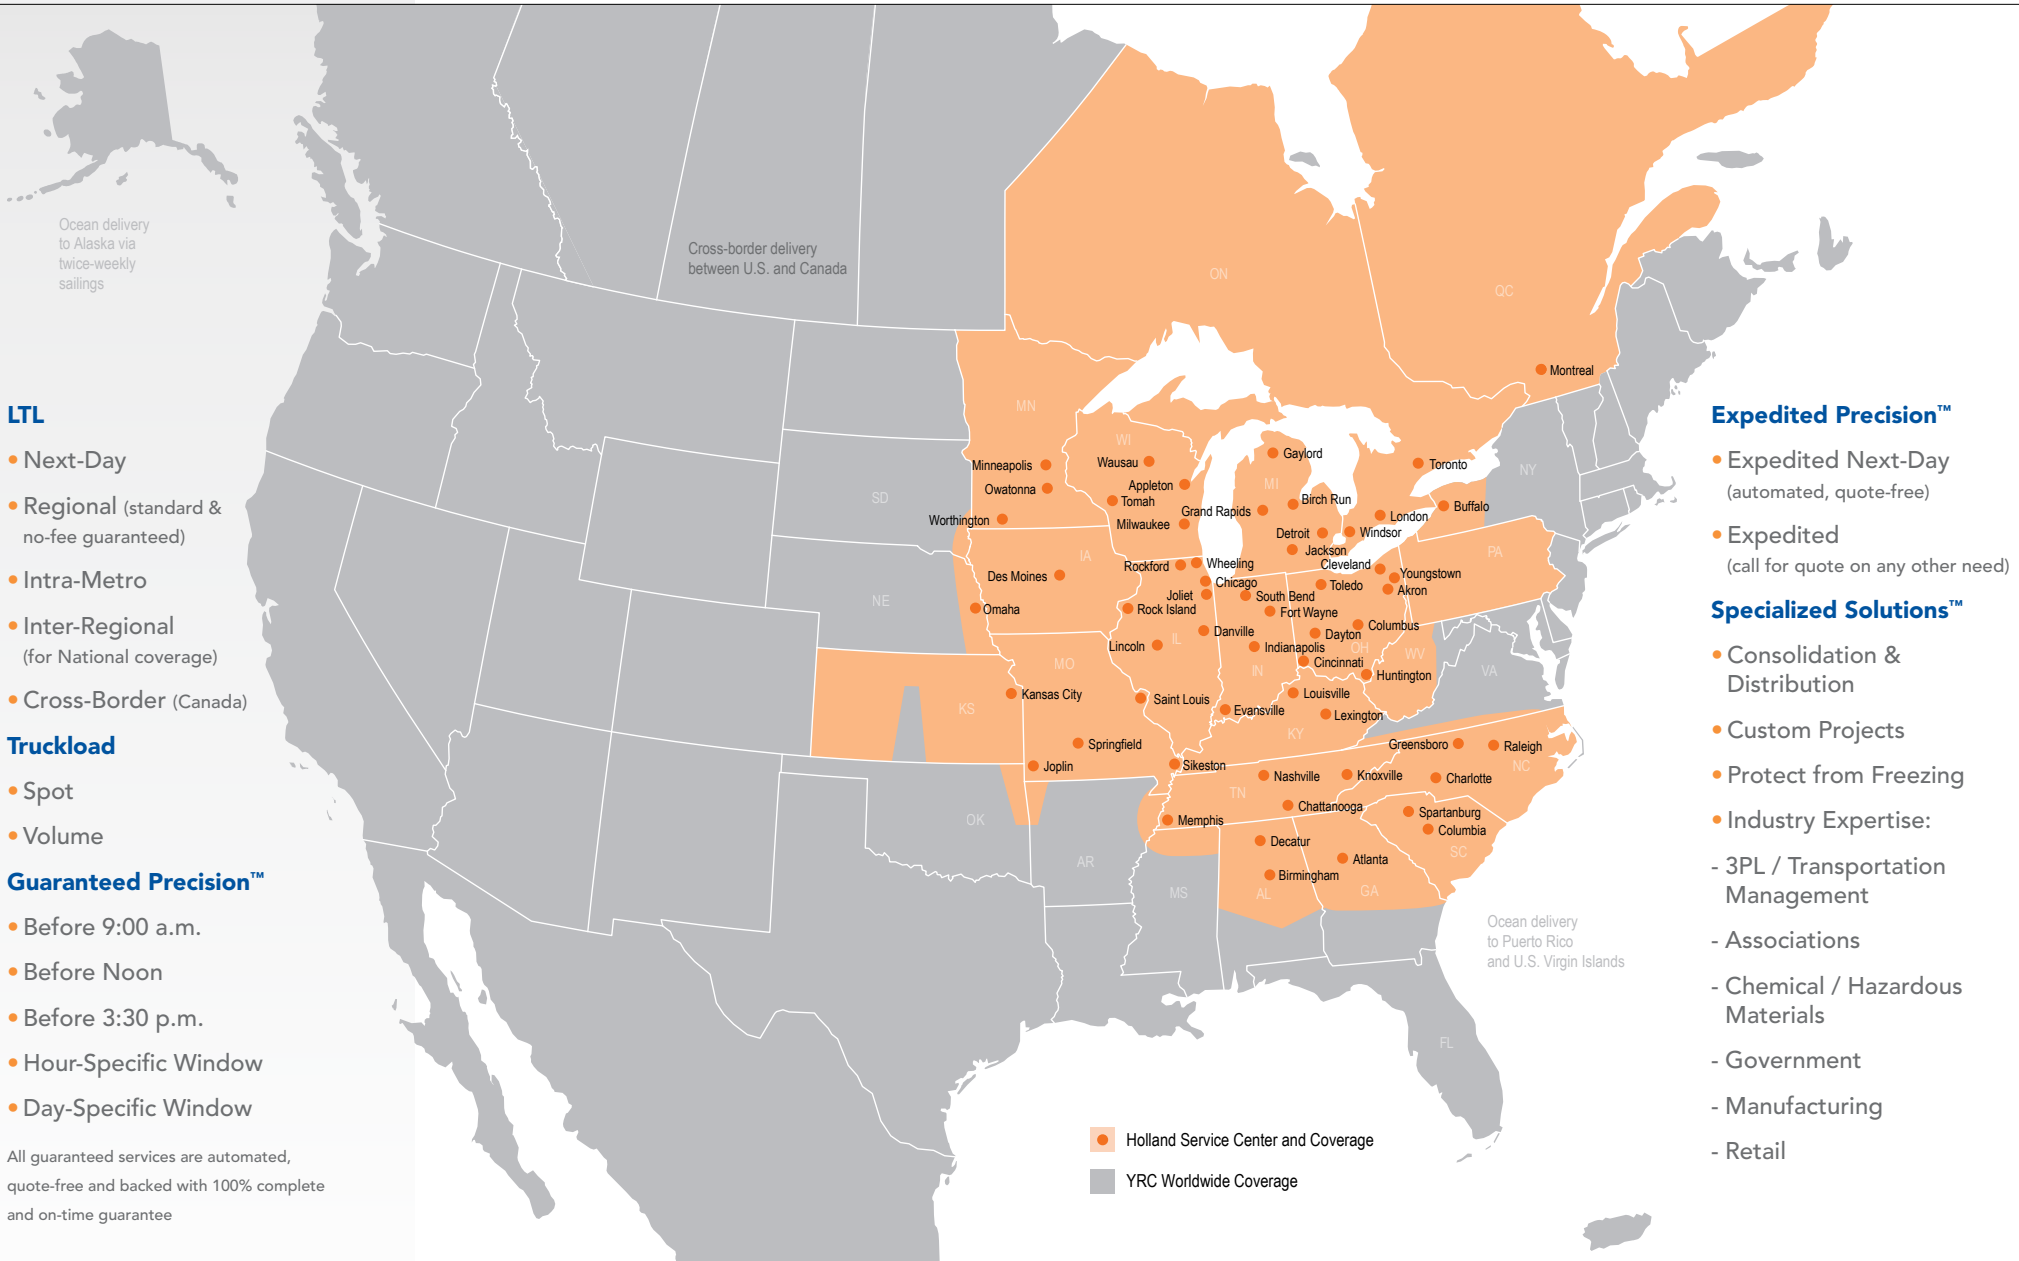 LTL
• Next-Day
• Regional (standard &
no-fee guaranteed)
• Intra-Metro
• Inter-Regional
(for National coverage)
• Cross-Border (Canada)
Truckload
• Spot
• Volume
Guaranteed Precision™
• Before 9:00 a.m.
• Before Noon
• Before 3:30 p.m.
• Hour-Specific Window
• Day-Specific Window
All guaranteed services are automated,
quote-free and backed with 100% complete
and on-time guarantee
Ocean delivery
to Alaska via
twice-weekly
sailings
Cross-border delivery
between U.S. and Canada
ON
QC
Montreal
MN
WI
Minneapolis
Wausau
Gaylord
Toronto
NY
Owatonna
Appleton
MI
SD
Tomah
Birch Run
Buffalo
Worthington
Milwaukee
Grand Rapids
London
Detroit
Windsor
IA
Jackson
PA
Rockford
Wheeling
Cleveland
Des Moines
Chicago
Youngstown
Toledo
Akron
NE
Omaha
Joliet
South Bend
Rock Island
Fort Wayne
Columbus
Danville
Dayton
IL
Lincoln
Indianapolis
OH
WV
MO
Cincinnati
IN
Huntington
VA
Kansas City
Saint Louis
Louisville
KS
Evansville
Lexington
KY
Springfield
Greensboro
Raleigh
Joplin
Sikeston
NC
Nashville
Knoxville
Charlotte
TN
Chattanooga
Spartanburg
OK
Memphis
Columbia
Decatur
SC
AR
Atlanta
Birmingham
MS
AL
GA
Ocean delivery
to Puerto Rico
and U.S. Virgin Islands
FL
Holland Service Center and Coverage
YRC Worldwide Coverage
Expedited Precision™
• Expedited Next-Day
(automated, quote-free)
• Expedited
(call for quote on any other need)
Specialized Solutions™
• Consolidation &
Distribution
• Custom Projects
• Protect from Freezing
• Industry Expertise:
- 3PL / Transportation
Management
- Associations
- Chemical / Hazardous
Materials
- Government
- Manufacturing
- Retail